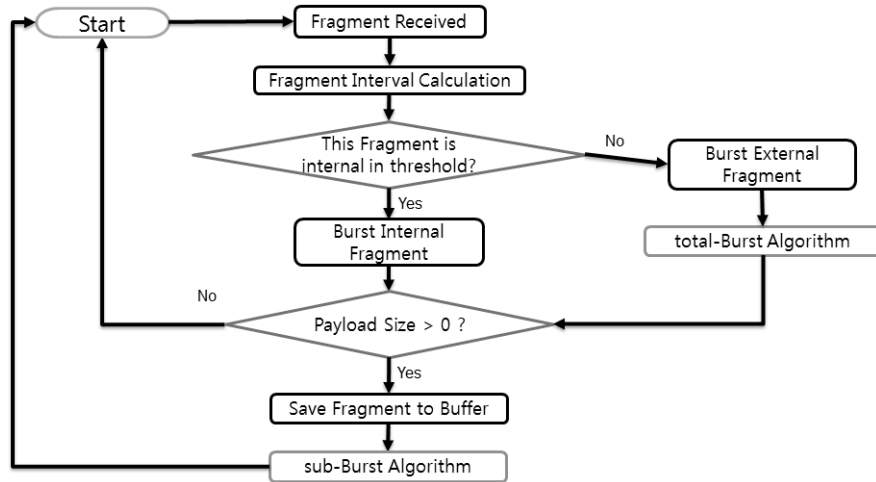 Start
Fragment Received
Fragment Interval Calculation
This Fragment is
internal in threshold?
No
Burst External
Fragment
Yes
Burst Internal
Fragment
total-Burst Algorithm
No
Payload Size > 0 ?
Yes
Save Fragment to Buffer
sub-Burst Algorithm